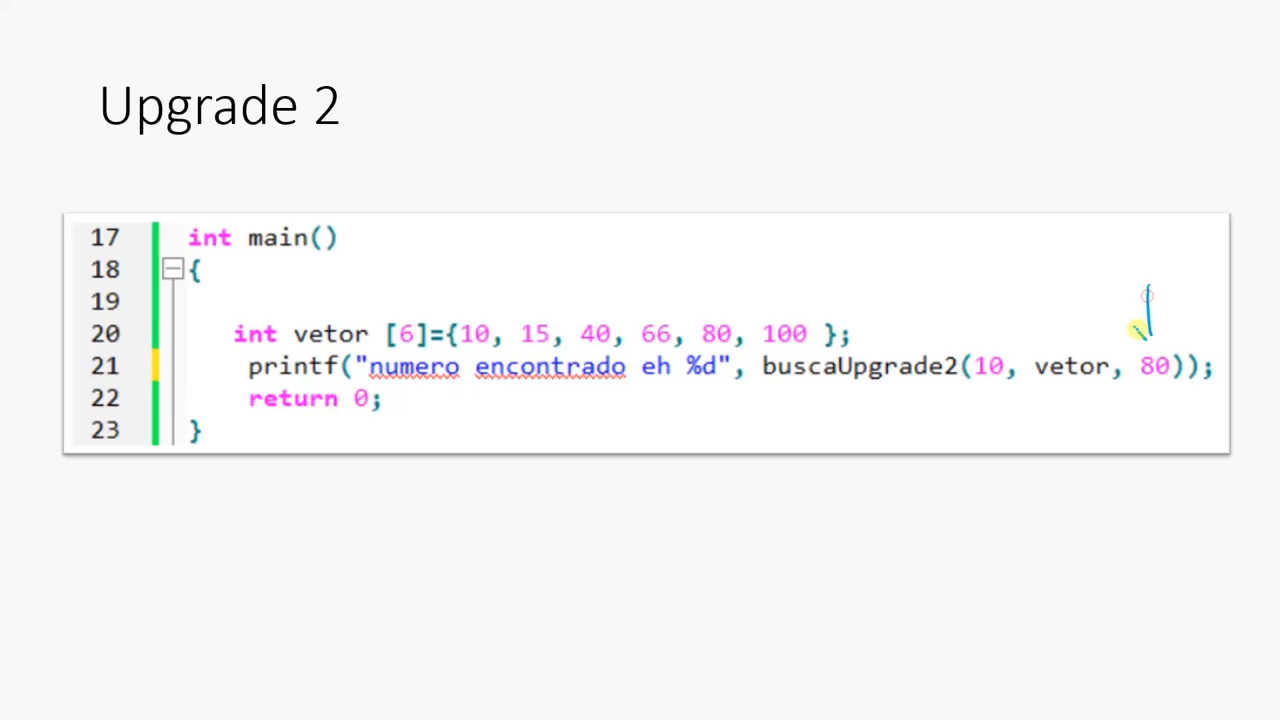 Upgrade 2
17 int main()
18 {
19
20 int vetor [6]={10, 15, 40, 66, 80, 100 };
21 printf("numero encontrado eh %d", buscaUpgrade2(10, vetor, 80));
22 return 0;
23 }